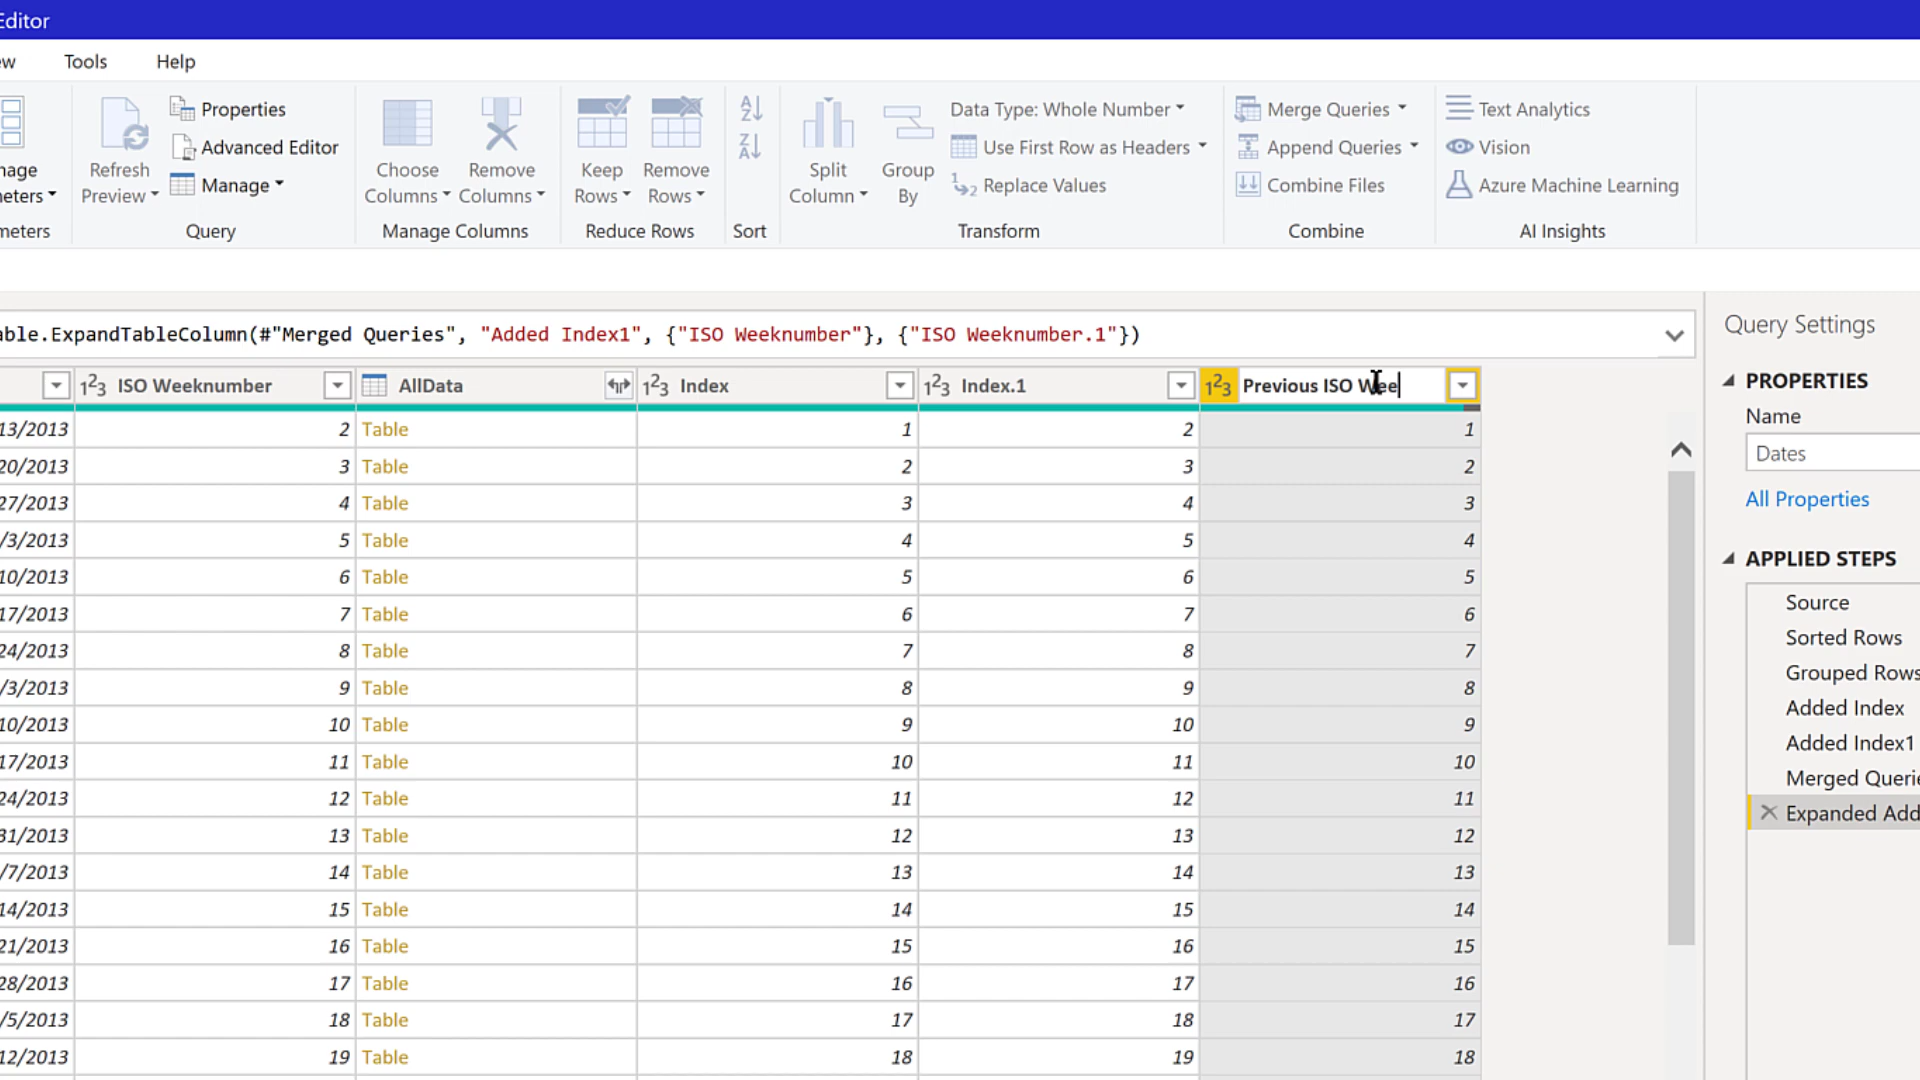 Editor
w Tools Help
nage
eters
meters
Refresh
Preview
Properties
Advanced Editor
Manage
Query
Choose
Columns
Remove
Columns
Manage Columns
Keep
Rows
Remove
Rows
Reduce Rows
Sort
Split
Column
Group
By
Data Type: Whole Number
Use First Row as Headers
Replace Values
Transform
Merge Queries
Append Queries
Combine Files
Combine
Text Analytics
Vision
Azure Machine Learning
AI Insights
able.ExpandTableColumn(#"Merged Queries", "Added Index1", {"ISO Weeknumber"}, {"ISO Weeknumber.1"})
ISO Weeknumber AllData Index Index.1 Previous ISO Wee
13/2013 2 Table 1 2 1
20/2013 3 Table 2 3 2
27/2013 4 Table 3 4 3
/3/2013 5 Table 4 5 4
10/2013 6 Table 5 6 5
17/2013 7 Table 6 7 6
24/2013 8 Table 7 8 7
/3/2013 9 Table 8 9 8
10/2013 10 Table 9 10 9
17/2013 11 Table 10 11 10
24/2013 12 Table 11 12 11
31/2013 13 Table 12 13 12
/7/2013 14 Table 13 14 13
14/2013 15 Table 14 15 14
21/2013 16 Table 15 16 15
28/2013 17 Table 16 17 16
/5/2013 18 Table 17 18 17
12/2013 19 Table 18 19 18
Query Settings
PROPERTIES
Name
Dates
All Properties
APPLIED STEPS
Source
Sorted Rows
Grouped Rows
Added Index
Added Index1
Merged Querie
Expanded Add